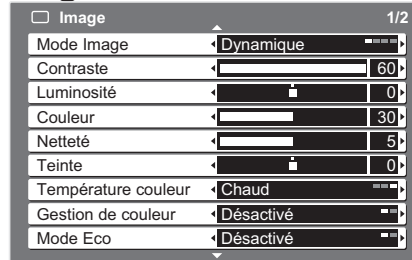 Image 1/2
Mode Image Dynamique
Contraste 60
Luminosité 0
Couleur 30
Netteté 5
Teinte 0
Température couleur Chaud
Gestion de couleur Désactivé
Mode Eco Désactivé